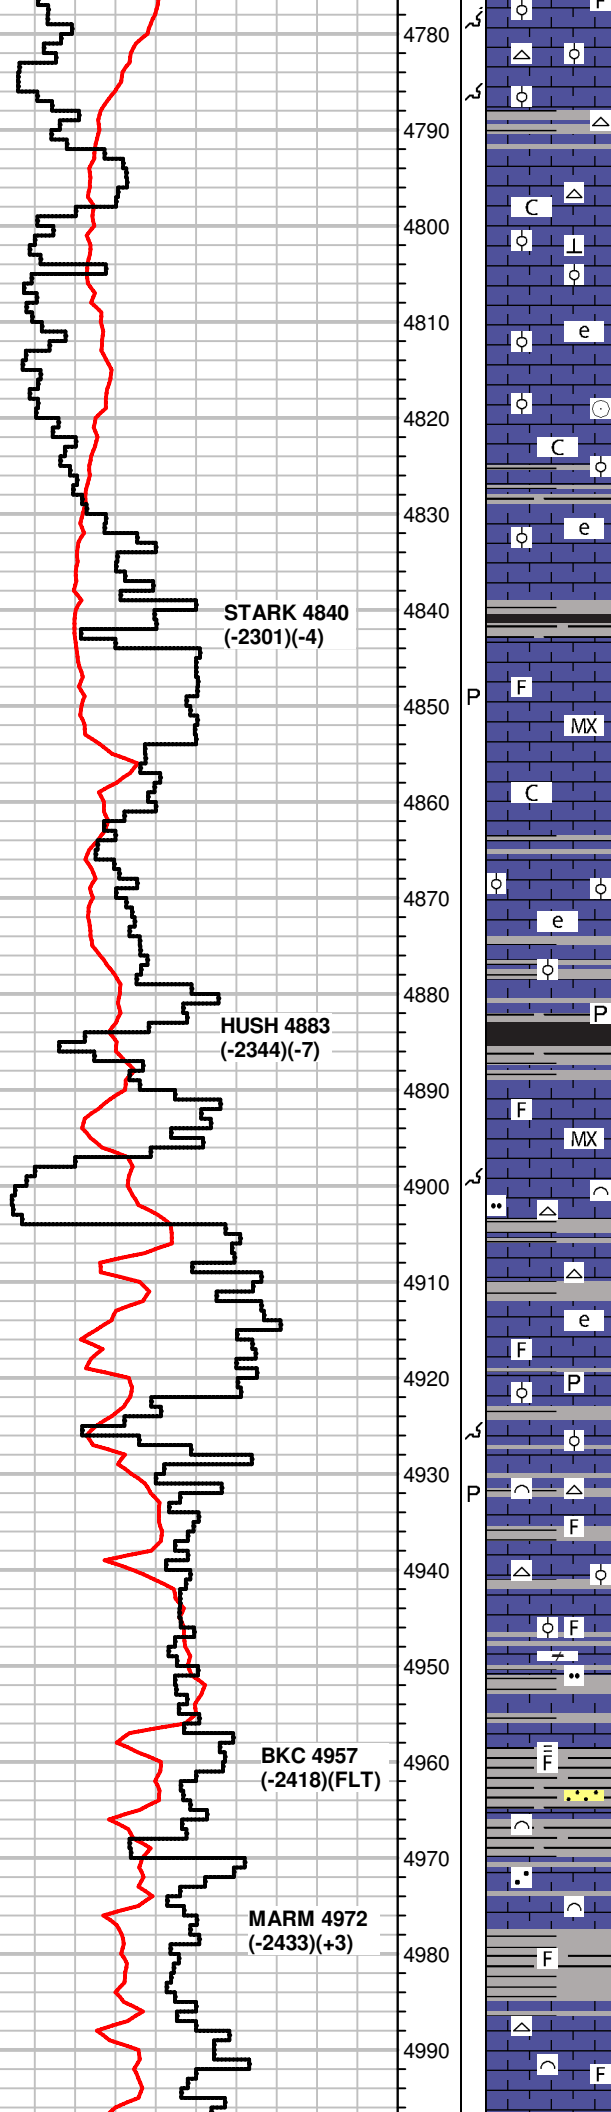 F
4780
4790
C
4800
e
4810
4820
C
4830
e
STARK 4840
(-2301)(-4)
4840
F
P
4850
MX
C
4860
4870
e
4880
P
HUSH 4883
(-2344)(-7)
4890
F
MX
4900
4910
e
F
4920
P
4930
P
F
4940
F
4950
BKC 4957
(-2418)(FLT)
4960
F
4970
MARM 4972
(-2433)(+3)
4980
F
4990
F